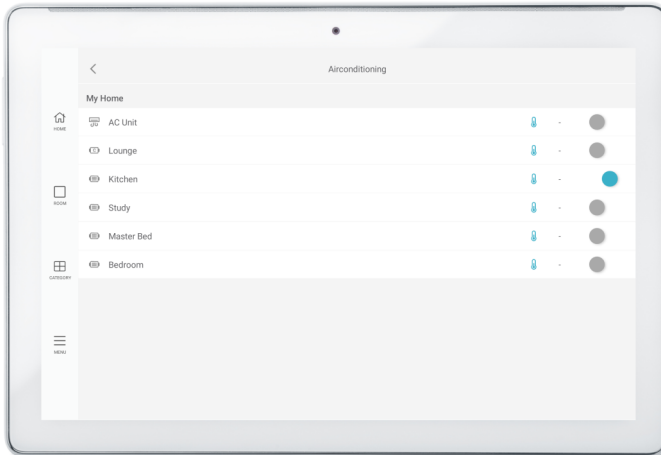 Airconditioning
My Home
AC Unit -
Lounge -
Kitchen -
Study -
Master Bed -
Bedroom -
HOME
ROOM
CATEGORY
MENU